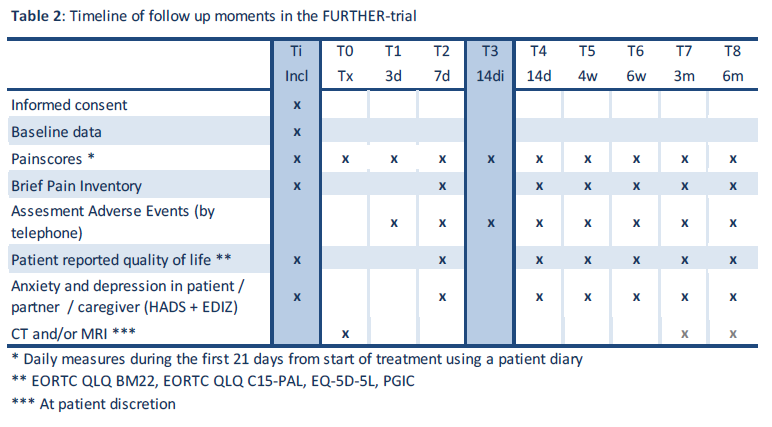 Table 2: Timeline of follow up moments in the FURTHER-trial
Ti T0 T1 T2 T3 T4 T5 T6 T7 T8
Incl Tx 3d 7d 14di 14d 4w 6w 3m 6m
Informed consent x
Baseline data x
Painscores * x x x x x x x x x x
Brief Pain Inventory x x x x x x x
Assesment Adverse Events (by
telephone) x x x x x x x x
Patient reported quality of life ** x x x x x x x
Anxiety and depression in patient /
partner / caregiver (HADS + EDIZ) x x x x x x x
CT and/or MRI *** x x x
* Daily measures during the first 21 days from start of treatment using a patient diary
** EORTC QLQ BM22, EORTC QLQ C15-PAL, EQ-5D-5L, PGIC
*** At patient discretion